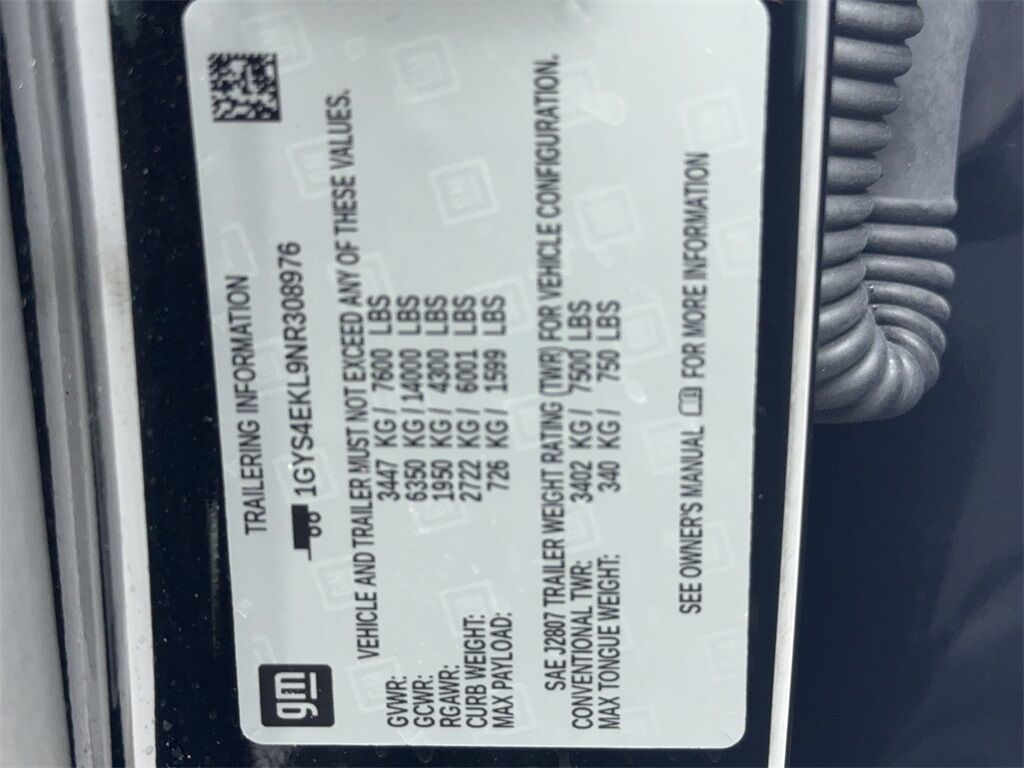 gm
TRAILERING INFORMATION
1GYS4EKL9NR308976
VEHICLE AND TRAILER MUST NOT EXCEED ANY OF THESE VALUES.
GVWR: 3447 KG / 7600 LBS
GCWR: 6350 KG / 14000 LBS
RGAWR: 1950 KG / 4300 LBS
CURB WEIGHT: 2722 KG / 6001 LBS
MAX PAYLOAD: 726 KG / 1599 LBS
SAE J2807 TRAILER WEIGHT RATING (TWR) FOR VEHICLE CONFIGURATION.
CONVENTIONAL TWR: 3402 KG / 7500 LBS
MAX TONGUE WEIGHT: 340 KG / 750 LBS
SEE OWNER'S MANUAL FOR MORE INFORMATION